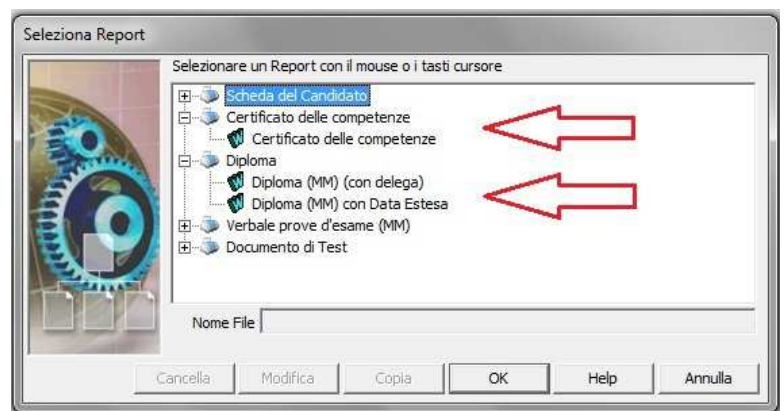 Seleziona Report
Selezionare un Report con il mouse o i tasti cursore
Scheda del Candidato
Certificato delle competenze
Certificato delle competenze
Diploma
Diploma (MM) (con delega)
Diploma (MM) con Data Estesa
Verbale prove d'esame (MM)
Documento di Test
Nome File
Cancella Modifica Copia OK Help Annulla